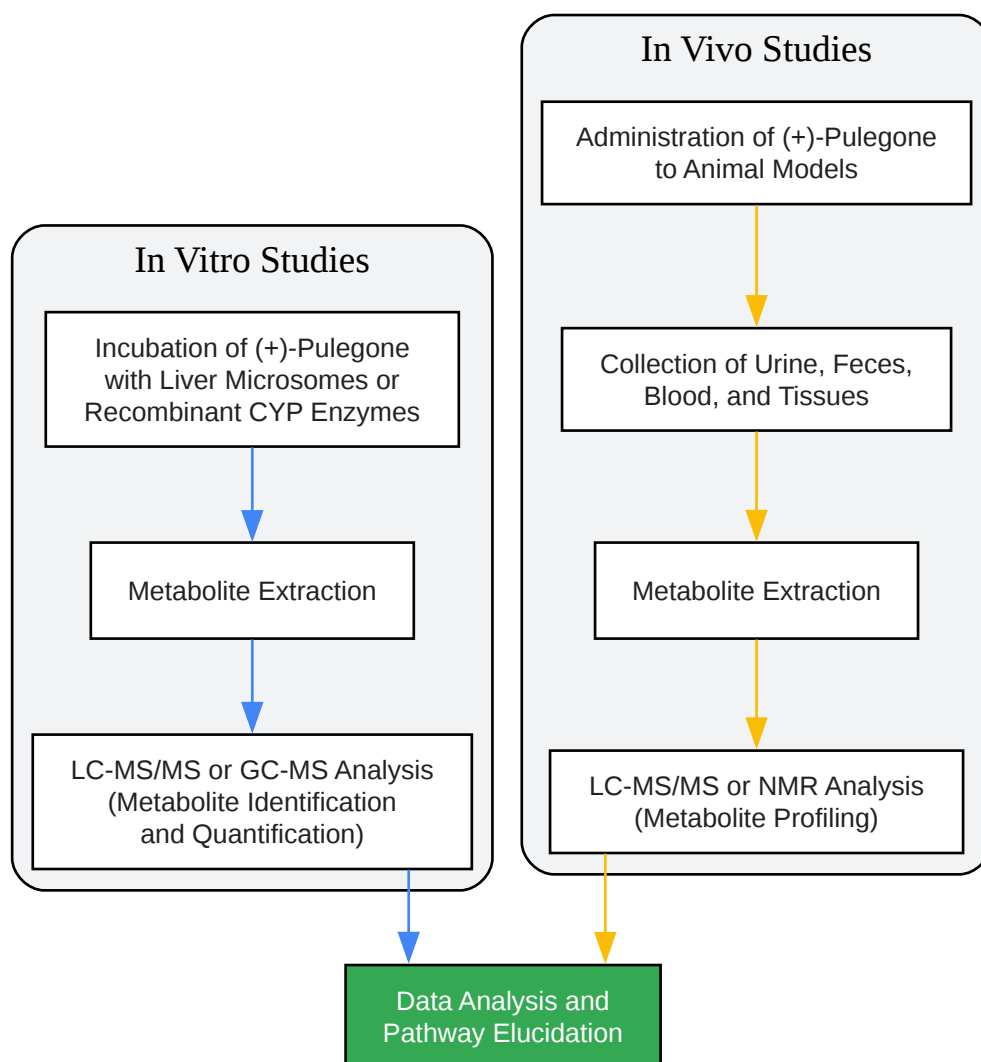 In Vitro Studies
Incubation of (+)-Pulegone
with Liver Microsomes or
Recombinant CYP Enzymes
Metabolite Extraction
LC-MS/MS or GC-MS Analysis
(Metabolite Identification
and Quantification)
In Vivo Studies
Administration of (+)-Pulegone
to Animal Models
Collection of Urine, Feces,
Blood, and Tissues
Metabolite Extraction
LC-MS/MS or NMR Analysis
(Metabolite Profiling)
Data Analysis and
Pathway Elucidation